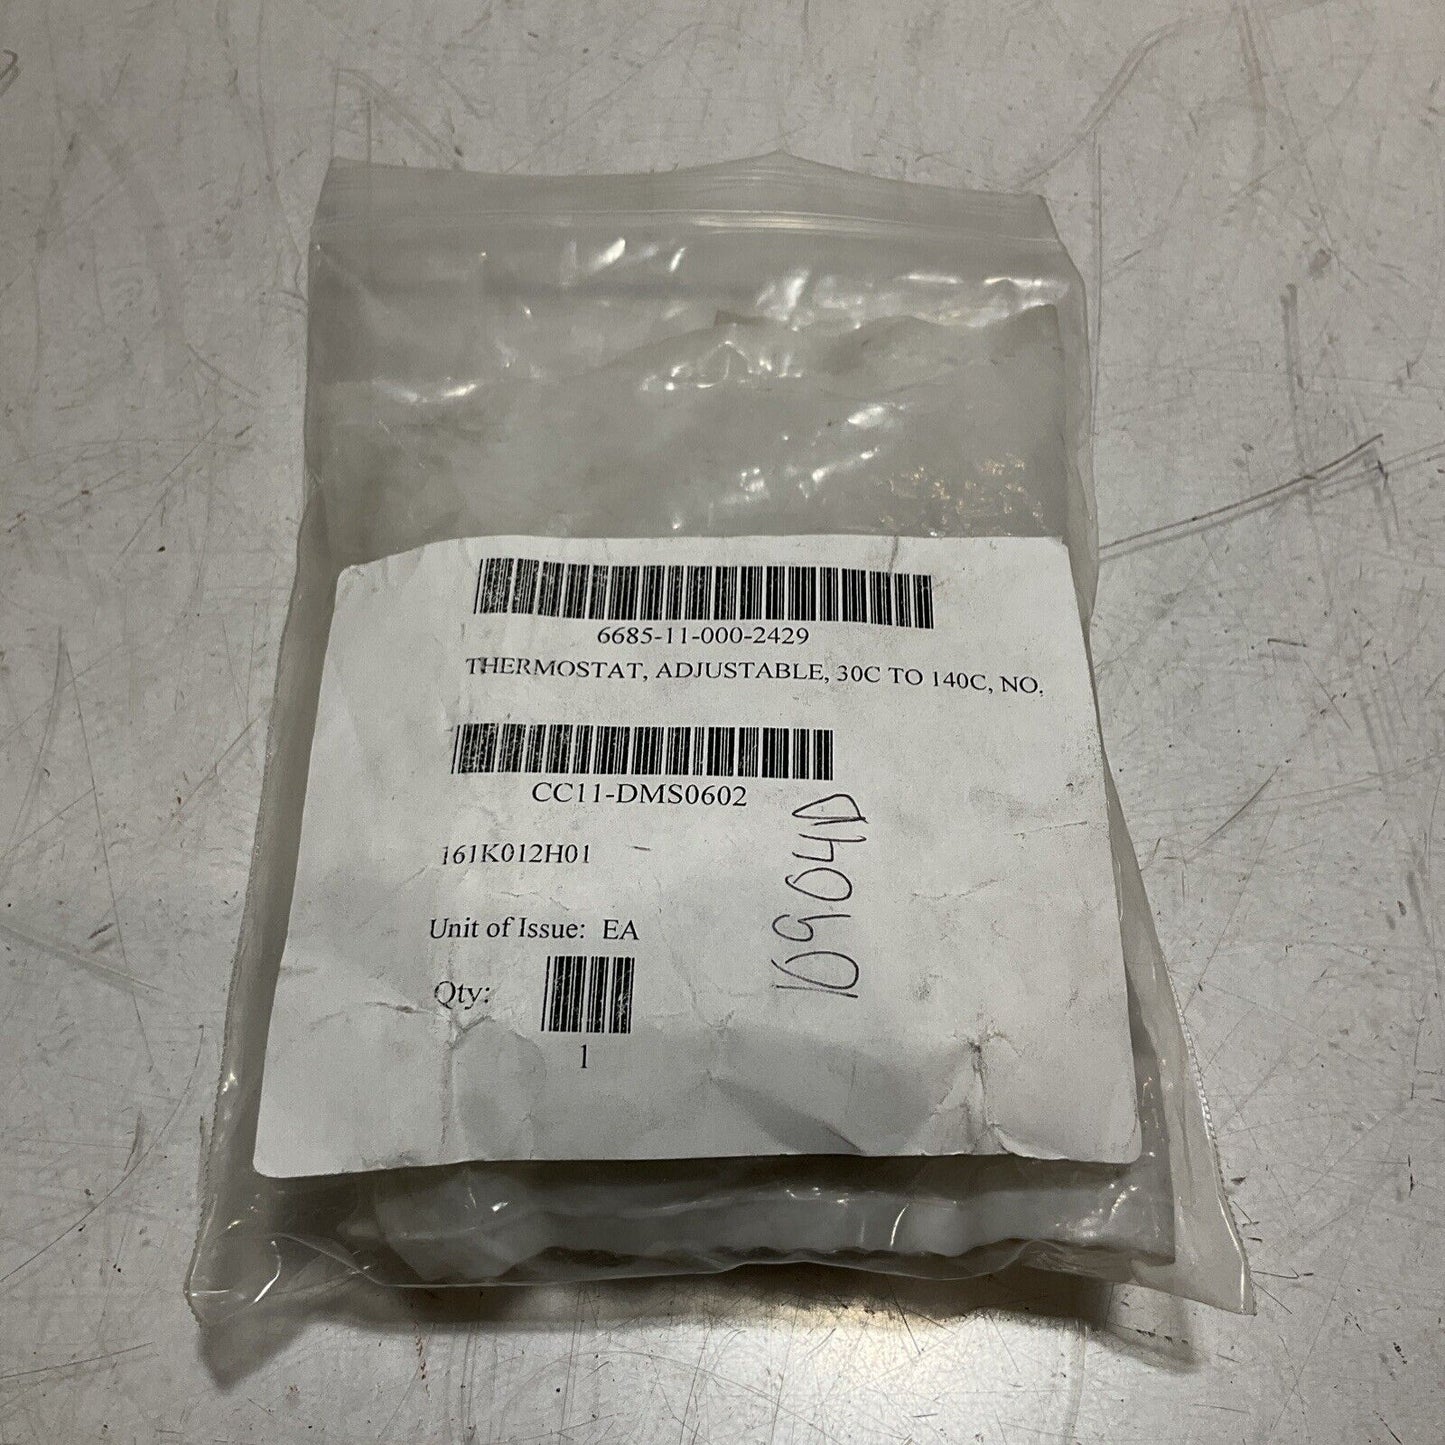 6685-11-000-2429
THERMOSTAT, ADJUSTABLE, 30C TO 140C, NO.
CC11-DMS0602
161K012H01
Unit of Issue: EA
Qty:
1